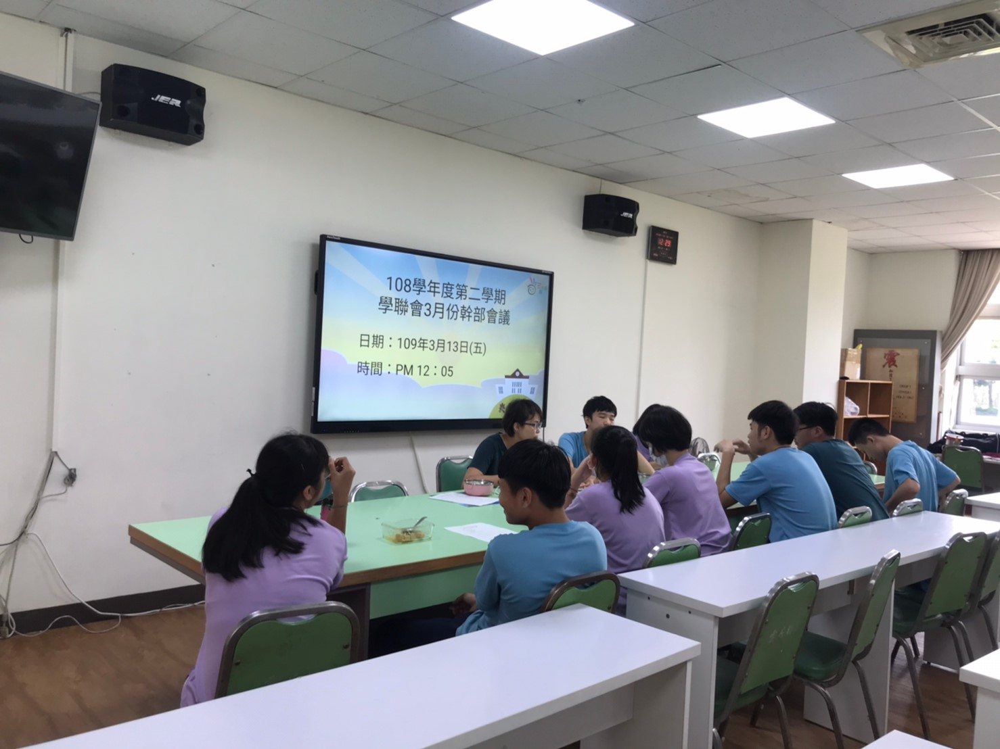 JER
JER
108學年度第二學期
學聯會3月份幹部會議
日期：109年3月13日(五)
時間：PM 12：05
震